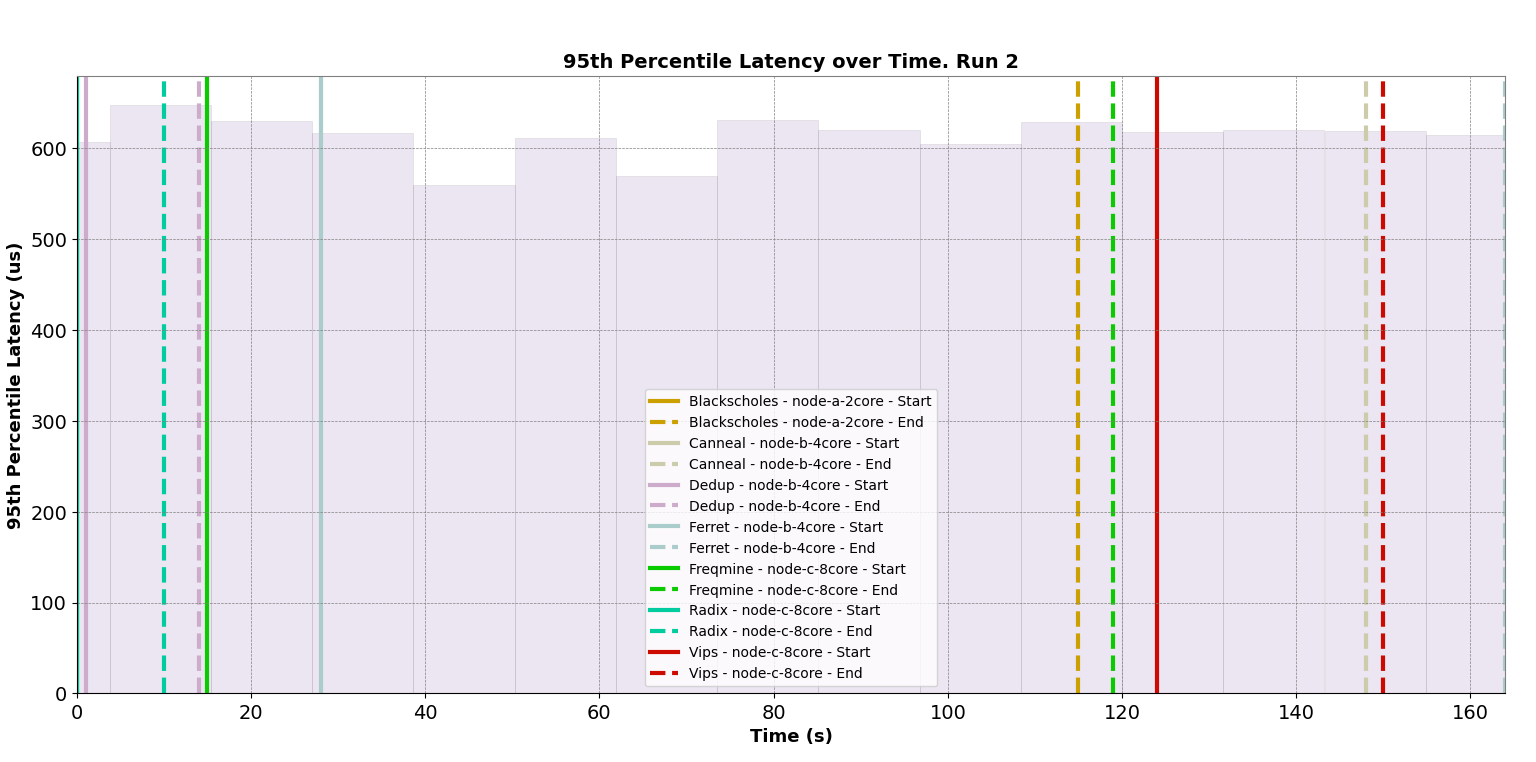 95th Percentile Latency over Time. Run 2
95th Percentile Latency (us)
600
500
400
300
200
100
0
Blackscholes - node-a-2core - Start
Blackscholes - node-a-2core - End
Canneal - node-b-4core - Start
Canneal - node-b-4core - End
Dedup - node-b-4core - Start
Dedup - node-b-4core - End
Ferret - node-b-4core - Start
Ferret - node-b-4core - End
Freqmine - node-c-8core - Start
Freqmine - node-c-8core - End
Radix - node-c-8core - Start
Radix - node-c-8core - End
Vips - node-c-8core - Start
Vips - node-c-8core - End
0 20 40 60 80 100 120 140 160
Time (s)